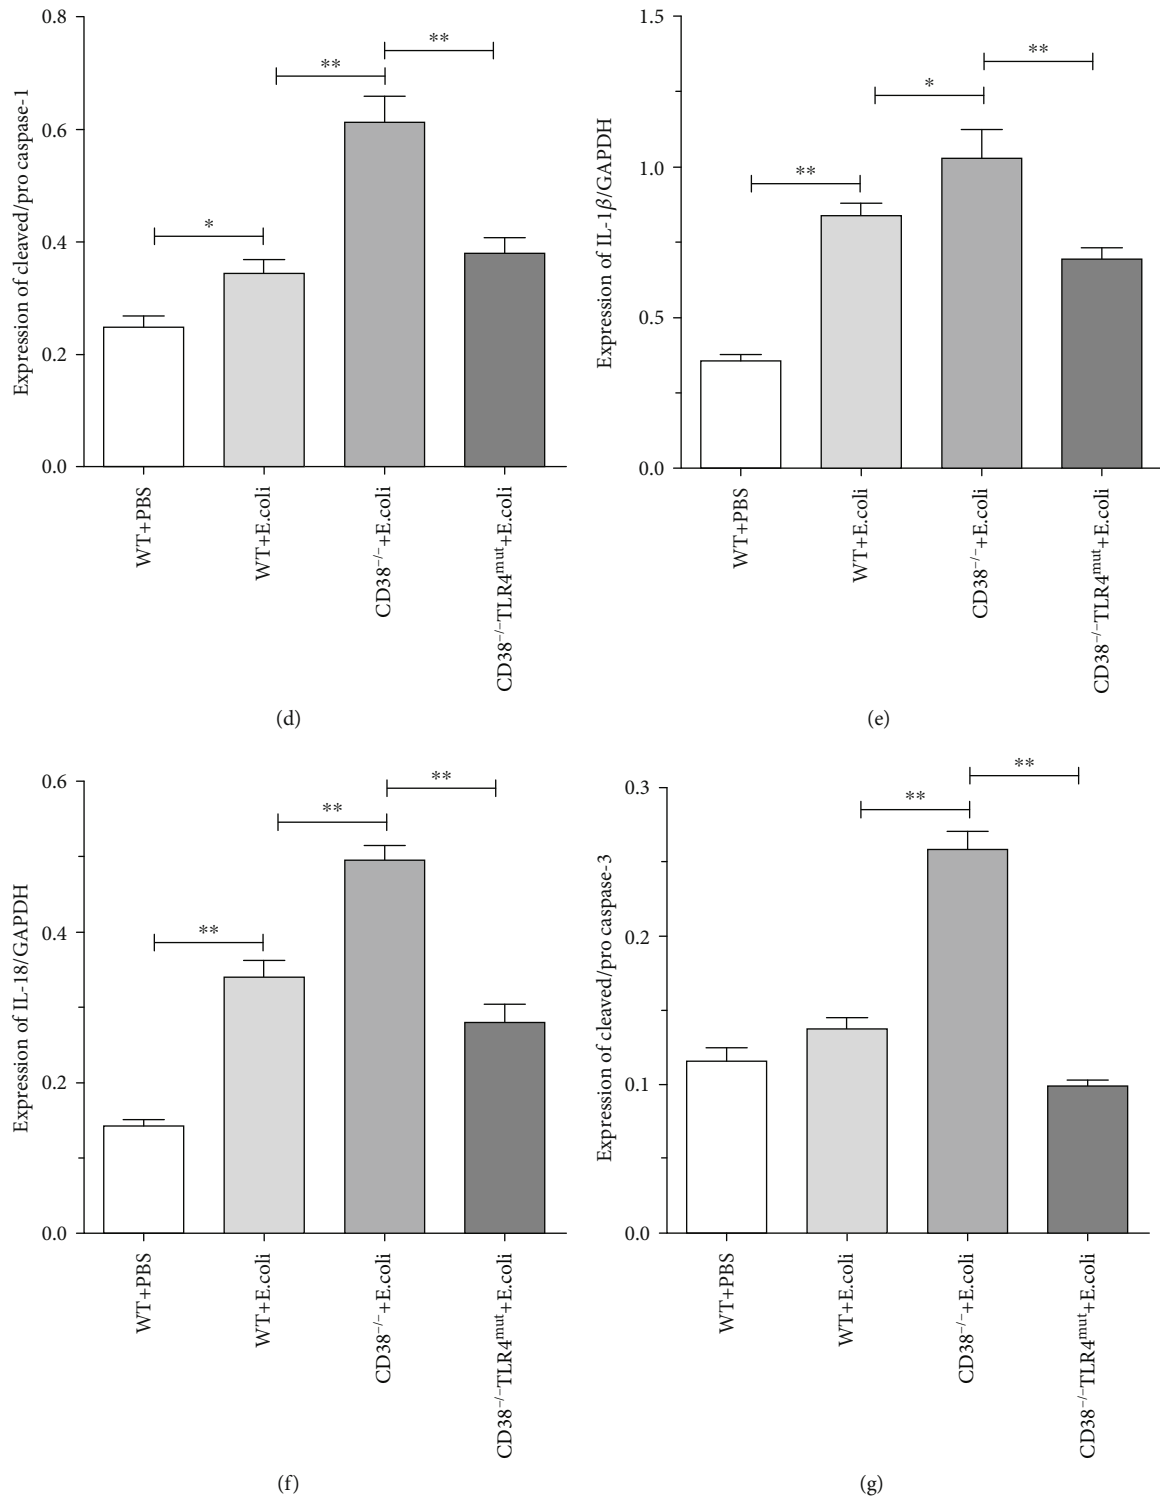 Expression of cleaved/pro caspase-1
0.8
0.6
0.4
0.2
0.0
*
**
**
WT+PBS
WT+E.coli
CD38⁻/⁻+E.coli
CD38⁻/⁻TLR4ᵐᵘᵗ+E.coli
(d)
Expression of IL-1β/GAPDH
1.5
1.0
0.5
0.0
**
*
**
WT+PBS
WT+E.coli
CD38⁻/⁻+E.coli
CD38⁻/⁻TLR4ᵐᵘᵗ+E.coli
(e)
Expression of IL-18/GAPDH
0.6
0.4
0.2
0.0
**
**
**
WT+PBS
WT+E.coli
CD38⁻/⁻+E.coli
CD38⁻/⁻TLR4ᵐᵘᵗ+E.coli
(f)
Expression of cleaved/pro caspase-3
0.3
0.2
0.1
0.0
**
**
WT+PBS
WT+E.coli
CD38⁻/⁻+E.coli
CD38⁻/⁻TLR4ᵐᵘᵗ+E.coli
(g)